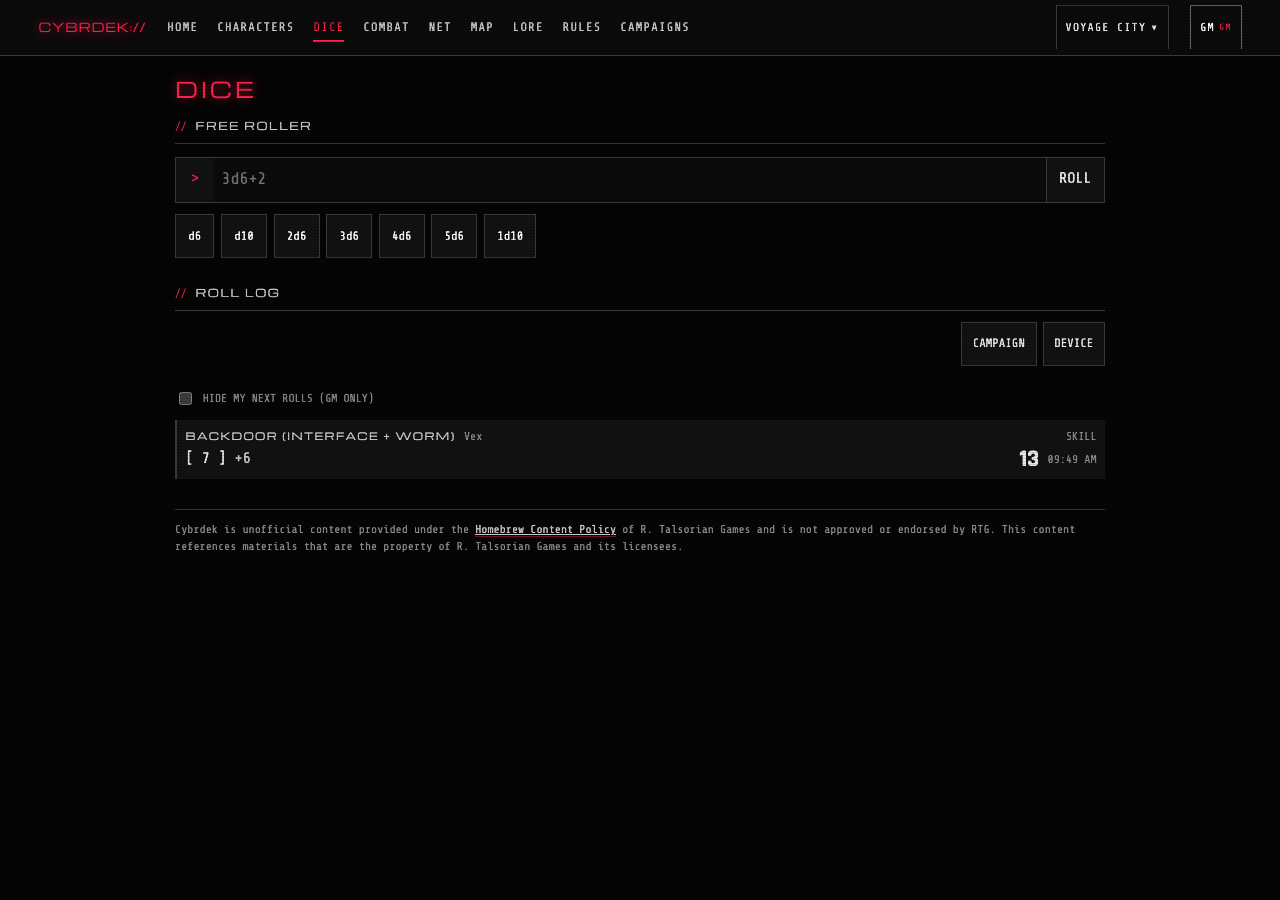 CYBRDEK://
HOME CHARACTERS DICE COMBAT NET MAP LORE RULES CAMPAIGNS
VOYAGE CITY ▾
GM GM
DICE
// FREE ROLLER
> 3d6+2 ROLL
d6 d10 2d6 3d6 4d6 5d6 1d10
// ROLL LOG
CAMPAIGN DEVICE
HIDE MY NEXT ROLLS (GM ONLY)
BACKDOOR (INTERFACE + WORM) Vex SKILL
[ 7 ] +6 13 09:49 AM
Cybrdek is unofficial content provided under the Homebrew Content Policy of R. Talsorian Games and is not approved or endorsed by RTG. This content
references materials that are the property of R. Talsorian Games and its licensees.